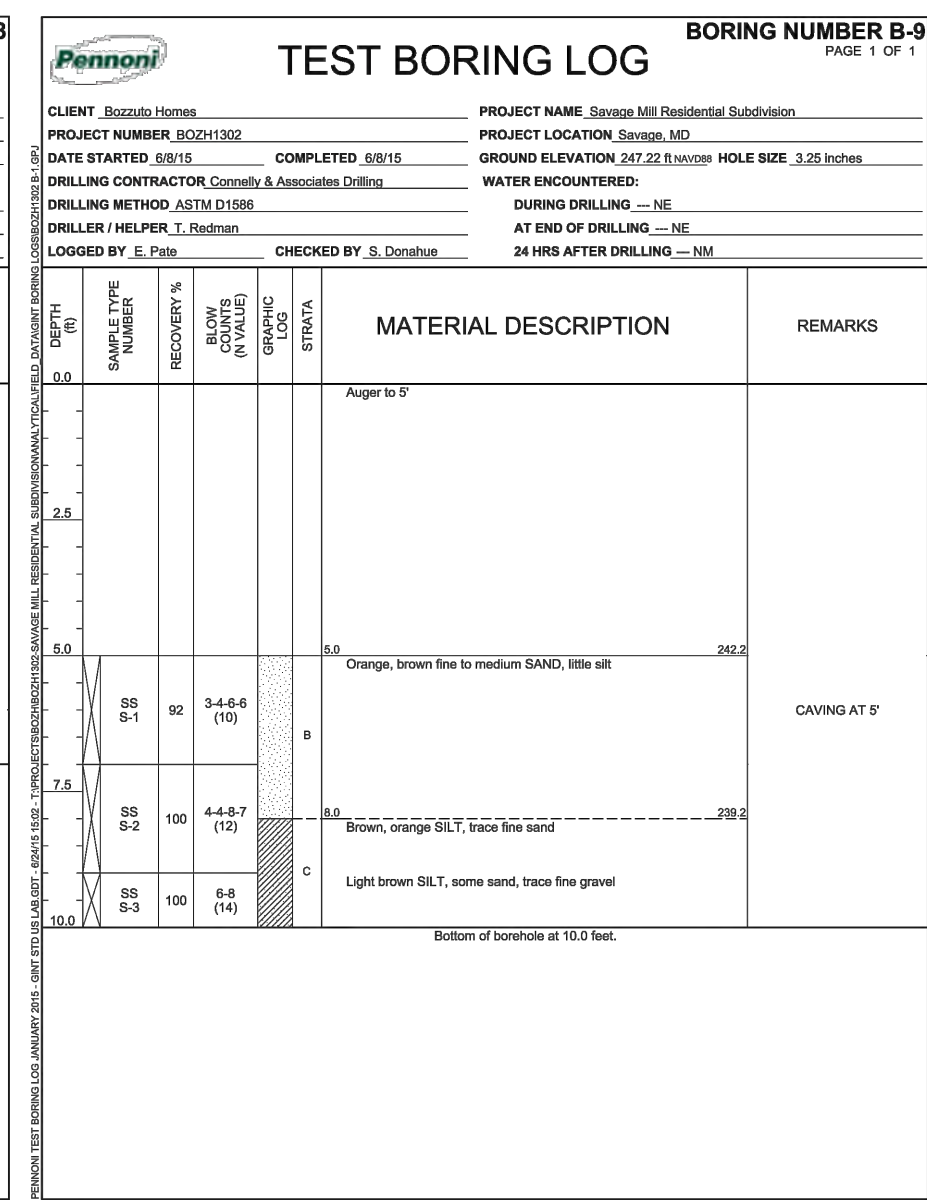 BORING NUMBER B-9
PAGE 1 OF 1
Pennoni
TEST BORING LOG
CLIENT Bozzuto Homes
PROJECT NAME Savage Mill Residential Subdivision
PROJECT NUMBER BOZH1302
PROJECT LOCATION Savage, MD
DATE STARTED 6/8/15 COMPLETED 6/8/15
GROUND ELEVATION 247.22 ft NAVD88 HOLE SIZE 3.25 inches
DRILLING CONTRACTOR Connelly & Associates Drilling
WATER ENCOUNTERED:
DRILLING METHOD ASTM D1586
DURING DRILLING --- NE
DRILLER / HELPER T. Redman
AT END OF DRILLING --- NE
LOGGED BY E. Pate CHECKED BY S. Donahue
24 HRS AFTER DRILLING --- NM
DEPTH
(ft)
SAMPLE TYPE
NUMBER
RECOVERY %
BLOW
COUNTS
(N VALUE)
GRAPHIC
LOG
STRATA
MATERIAL DESCRIPTION
REMARKS
0.0
Auger to 5'
2.5
5.0
5.0 242.2
Orange, brown fine to medium SAND, little silt
SS
S-1
92
3-4-6-6
(10)
B
CAVING AT 5'
7.5
SS
S-2
100
4-4-8-7
(12)
8.0 239.2
Brown, orange SILT, trace fine sand
C
Light brown SILT, some sand, trace fine gravel
SS
S-3
100
6-8
(14)
10.0
Bottom of borehole at 10.0 feet.
PENNONI TEST BORING LOG JANUARY 2015 - GINT STD US LAB.GDT - 6/24/15 15:02 - T:\PROJECTS\BOZH\BOZH1302-SAVAGE MILL RESIDENTIAL SUBDIVISION\ANALYTICAL\FIELD_DATA\GINT BORING LOGS\BOZH1302 B-1.GPJ